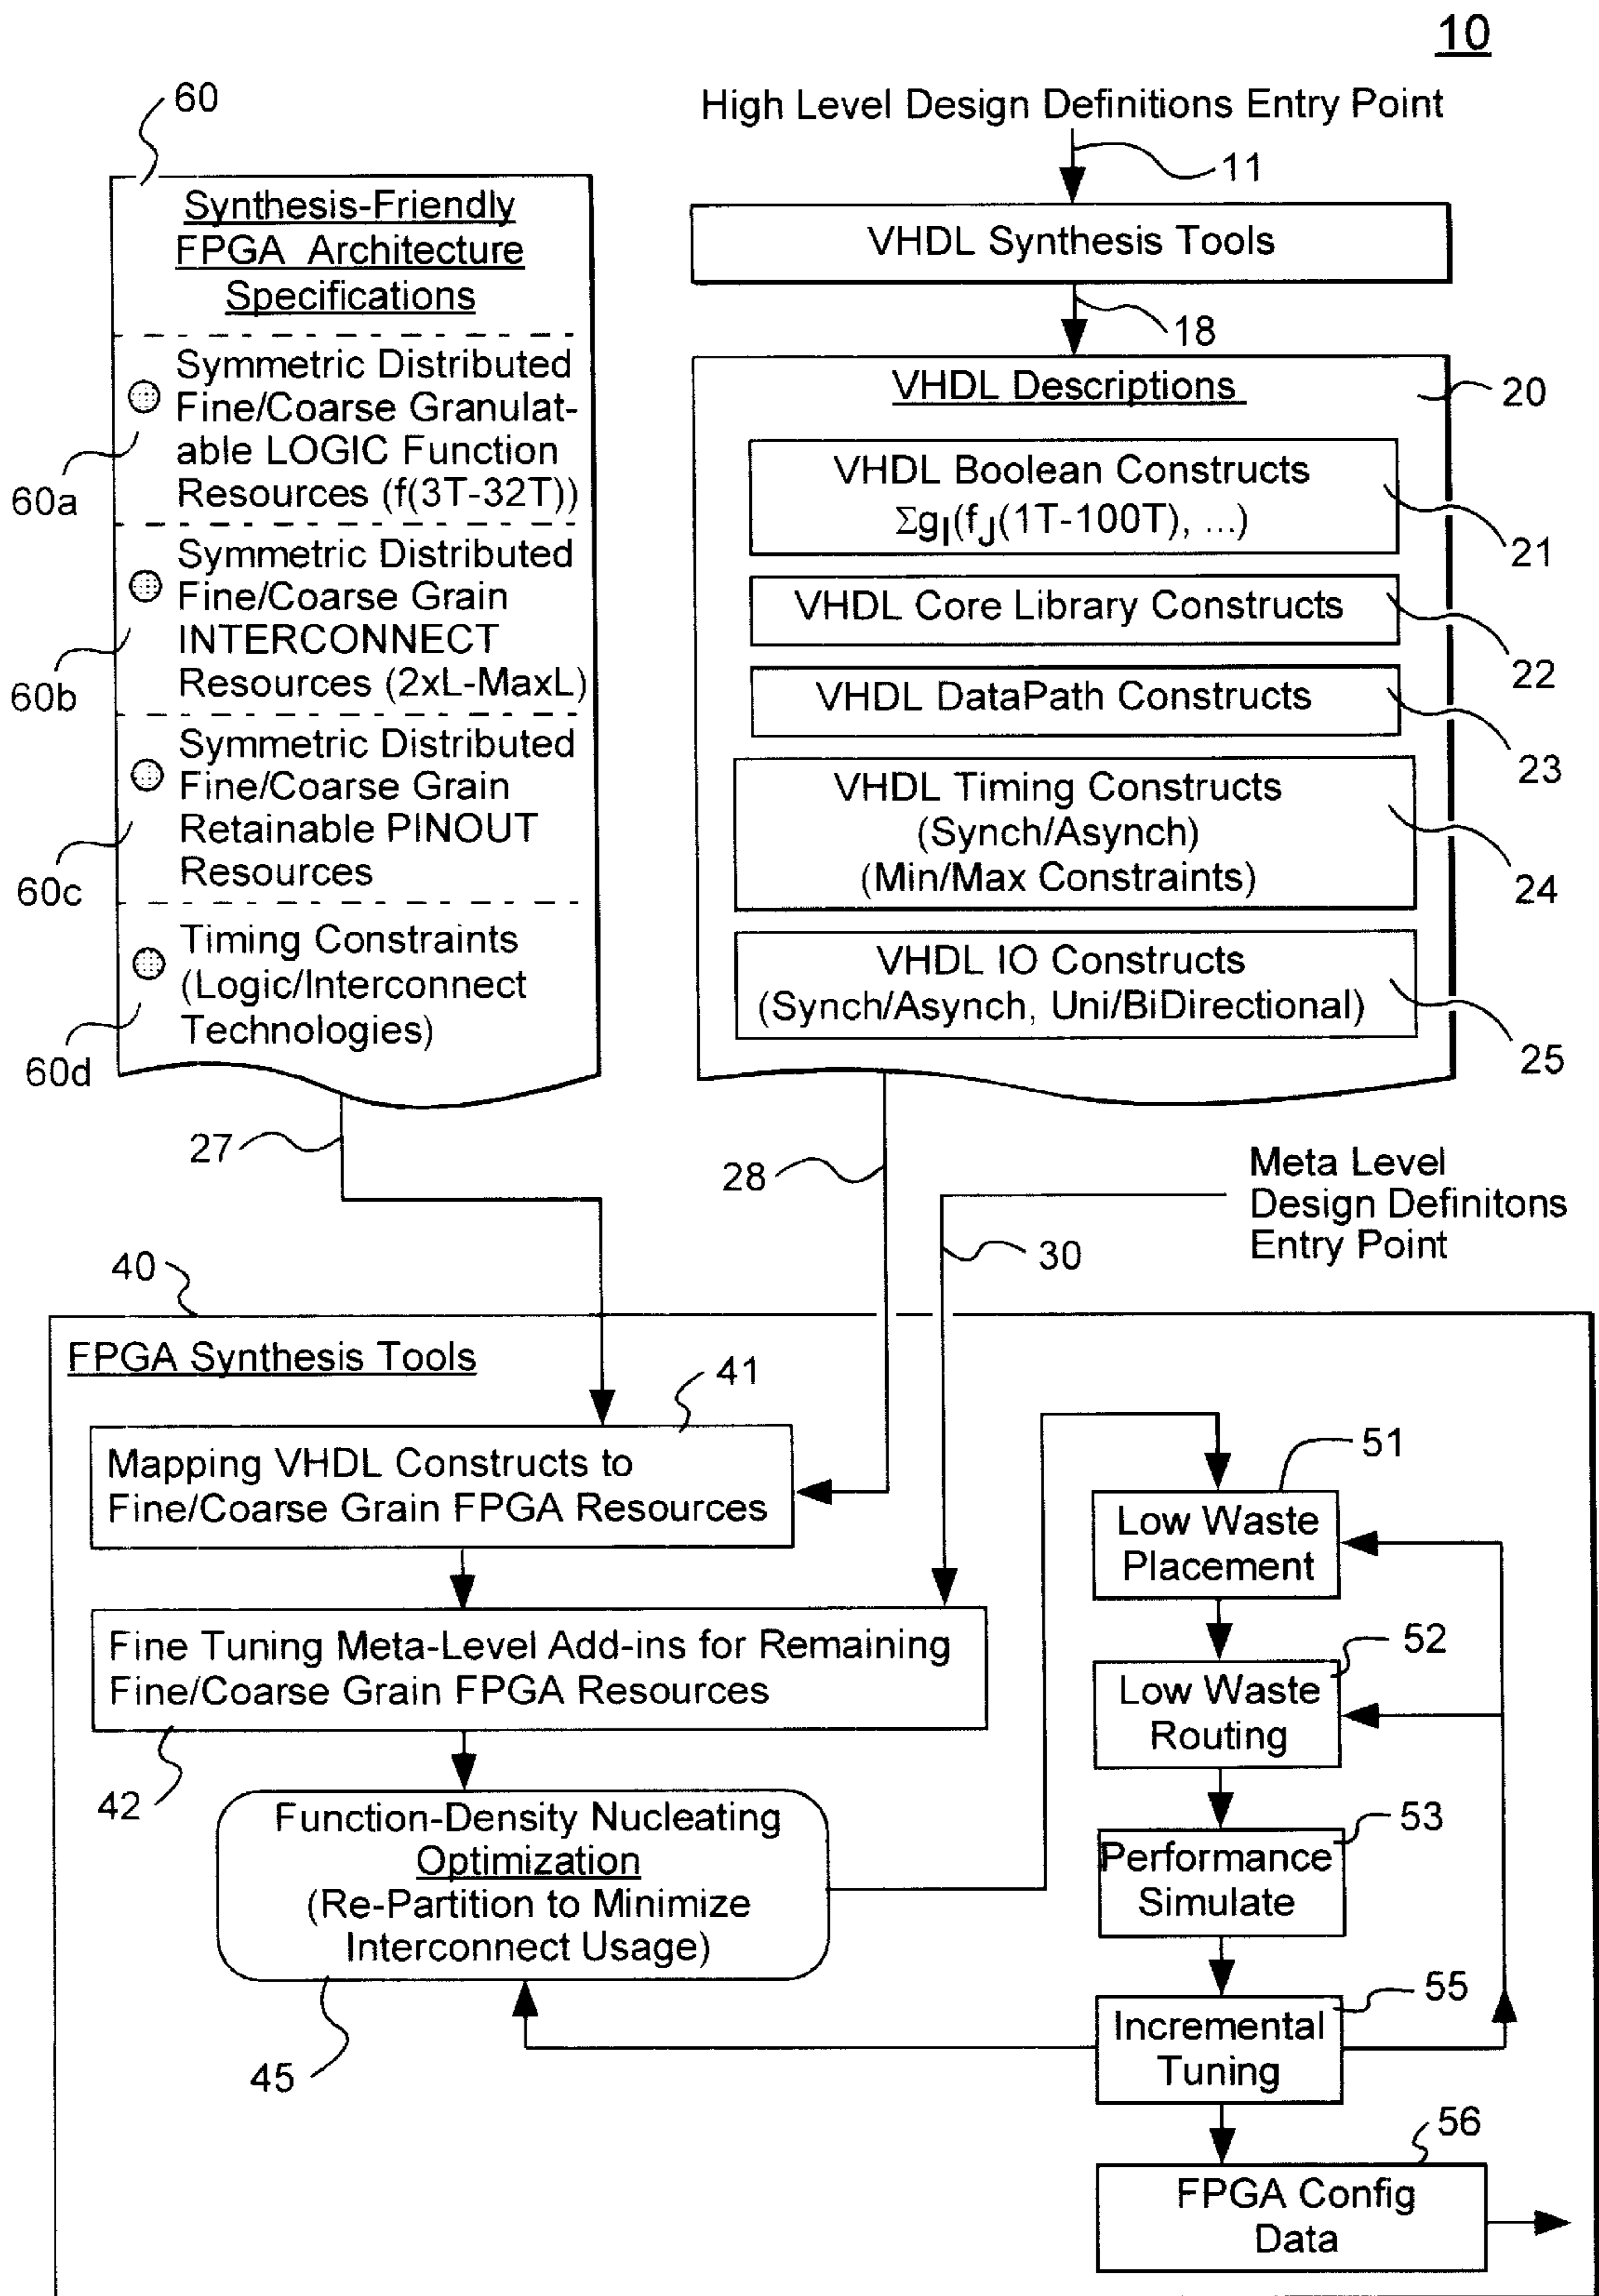 10
High Level Design Definitions Entry Point
11
VHDL Synthesis Tools
18
60
Synthesis-Friendly
FPGA Architecture
Specifications
Symmetric Distributed
Fine/Coarse Granulat-
able LOGIC Function
Resources (f(3T-32T))
60a
Symmetric Distributed
Fine/Coarse Grain
INTERCONNECT
Resources (2xL-MaxL)
60b
Symmetric Distributed
Fine/Coarse Grain
Retainable PINOUT
Resources
60c
Timing Constraints
(Logic/Interconnect
Technologies)
60d
VHDL Descriptions
20
VHDL Boolean Constructs
ΣgI(fJ(1T-100T), ...)
21
VHDL Core Library Constructs
22
VHDL DataPath Constructs
23
VHDL Timing Constructs
(Synch/Asynch)
(Min/Max Constraints)
24
VHDL IO Constructs
(Synch/Asynch, Uni/BiDirectional)
25
27
28
Meta Level
Design Definitons
Entry Point
30
40
FPGA Synthesis Tools
41
Mapping VHDL Constructs to
Fine/Coarse Grain FPGA Resources
Fine Tuning Meta-Level Add-ins for Remaining
Fine/Coarse Grain FPGA Resources
42
Function-Density Nucleating
Optimization
(Re-Partition to Minimize
Interconnect Usage)
45
51
Low Waste
Placement
52
Low Waste
Routing
53
Performance
Simulate
55
Incremental
Tuning
56
FPGA Config
Data